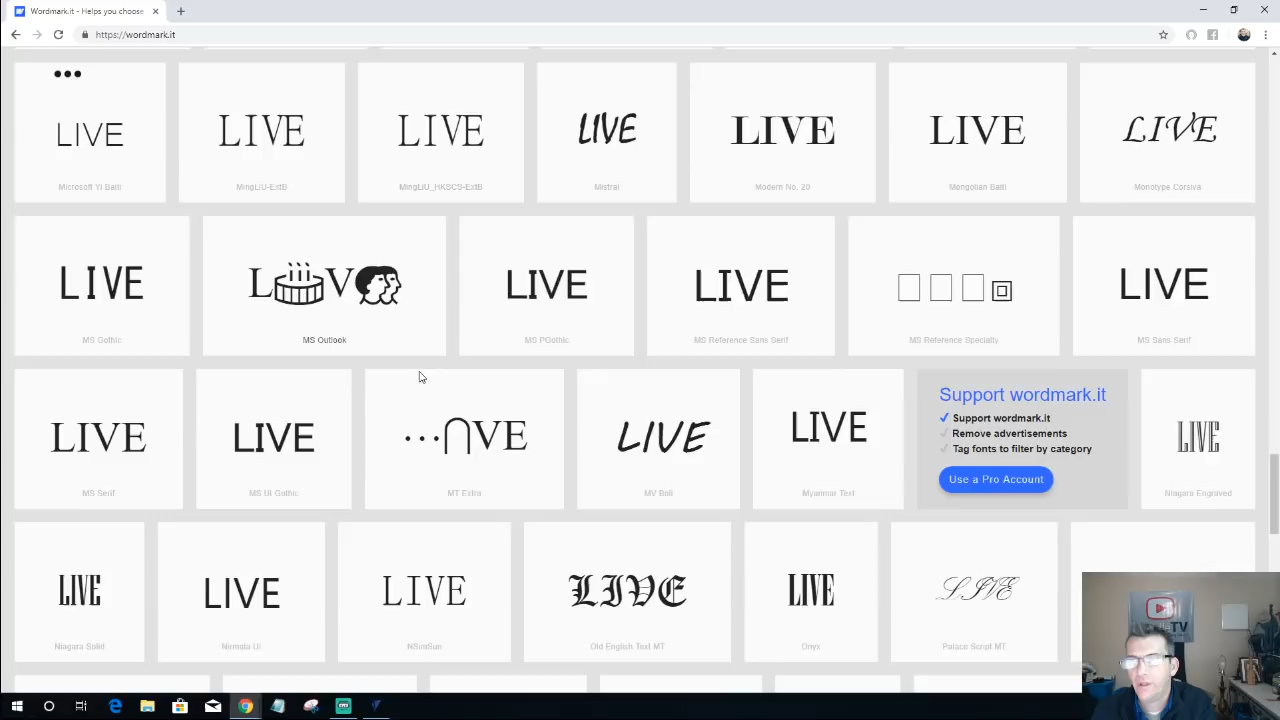 Wordmark.it - Helps you choose
https://wordmark.it
LIVE
LIVE
LIVE
LIVE
LIVE
LIVE
LIVE
Microsoft Yi Baiti
MingLiU-ExtB
MingLiU_HKSCS-ExtB
Mistral
Modern No. 20
Mongolian Baiti
Monotype Corsiva
LIVE
L V
LIVE
LIVE
LIVE
MS Gothic
MS Outlook
MS PGothic
MS Reference Sans Serif
MS Reference Specialty
MS Sans Serif
LIVE
LIVE
⋯⋂VE
LIVE
LIVE
Support wordmark.it
Support wordmark.it
Remove advertisements
Tag fonts to filter by category
Use a Pro Account
LIVE
MS Serif
MS UI Gothic
MT Extra
MV Boli
Myanmar Text
Niagara Engraved
LIVE
LIVE
LIVE
LIVE
LIVE
LIVE
Niagara Solid
Nirmala UI
NSimSun
Old English Text MT
Onyx
Palace Script MT
TV